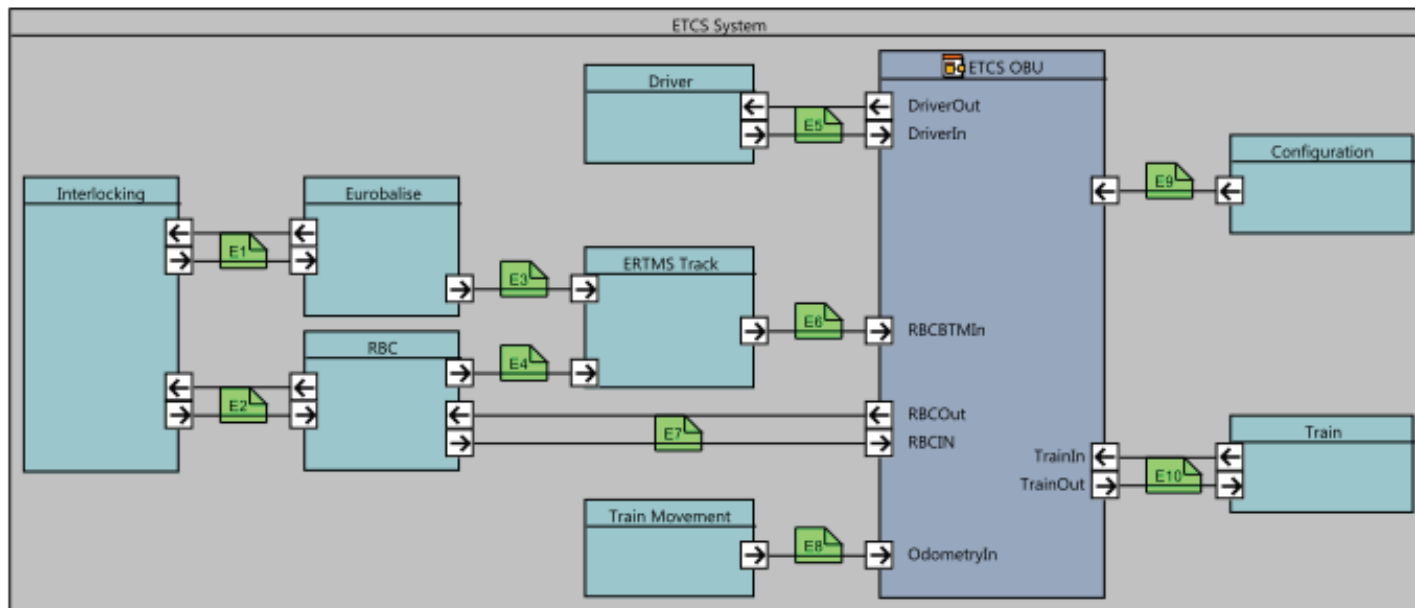 ETCS System
Driver
ETCS OBU
E5
DriverOut
DriverIn
Configuration
E9
Interlocking
Eurobalise
E1
E3
ERTMS Track
E6
RBCBTMIn
RBC
E4
E2
E7
RBCOut
RBCIN
Train
TrainIn
TrainOut
E10
Train Movement
E8
OdometryIn